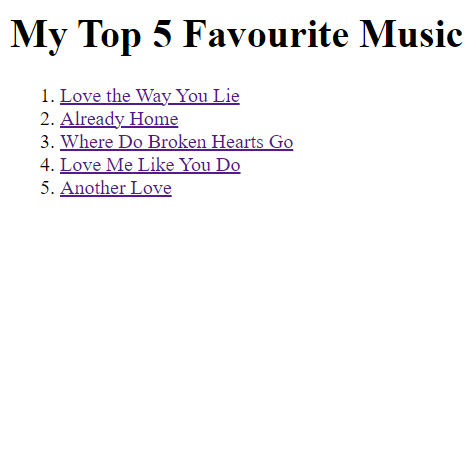 My Top 5 Favourite Music
1. Love the Way You Lie
2. Already Home
3. Where Do Broken Hearts Go
4. Love Me Like You Do
5. Another Love